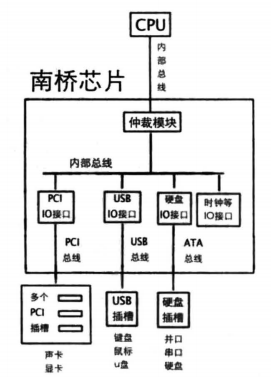 CPU
内
部
总
线
南桥芯片
仲裁模块
内部总线
PCI
IO接口
USB
IO接口
硬盘
IO接口
时钟等
IO接口
PCI
总线
USB
总线
ATA
总线
多个
PCI
插槽
USB
插槽
硬盘
插槽
声卡
显卡
键盘
鼠标
u盘
并口
串口
硬盘